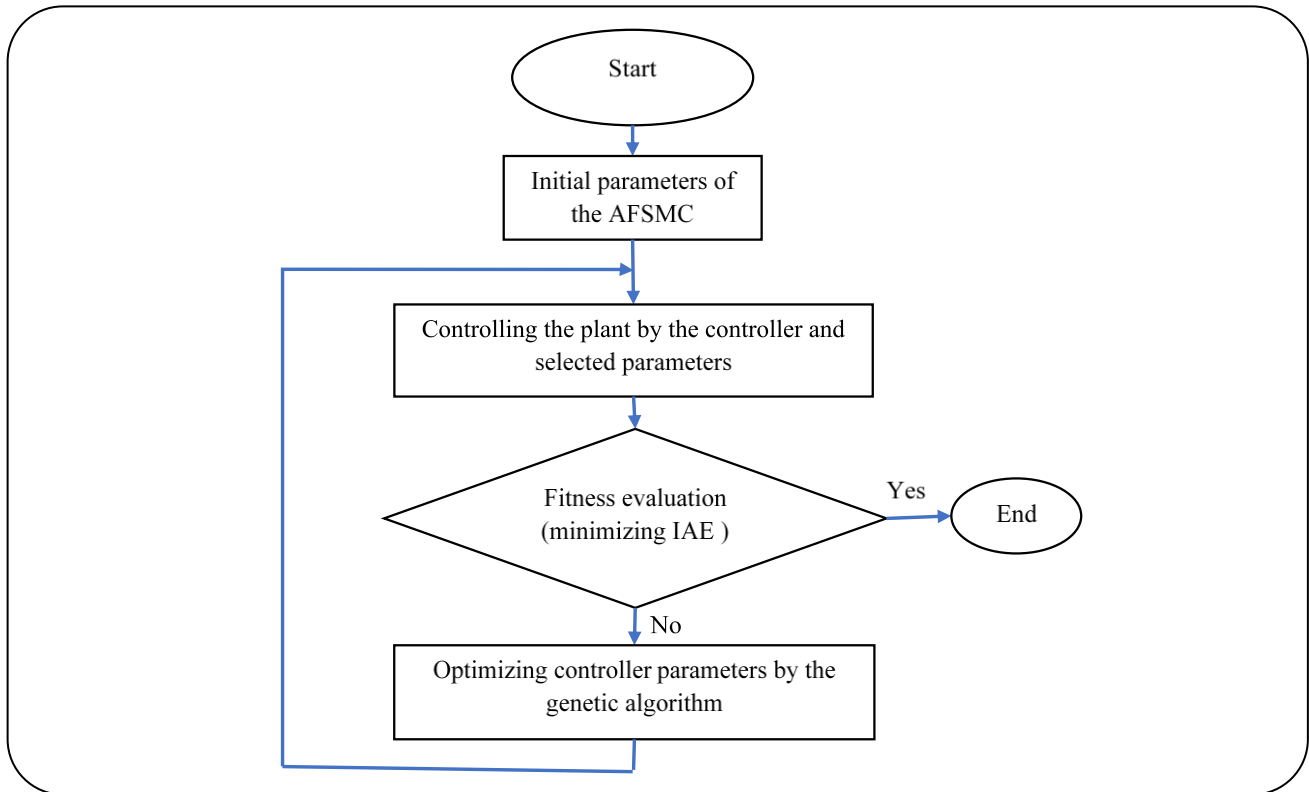 Start
Initial parameters of
the AFSMC
Controlling the plant by the controller and
selected parameters
Fitness evaluation
(minimizing IAE )
Yes
End
No
Optimizing controller parameters by the
genetic algorithm